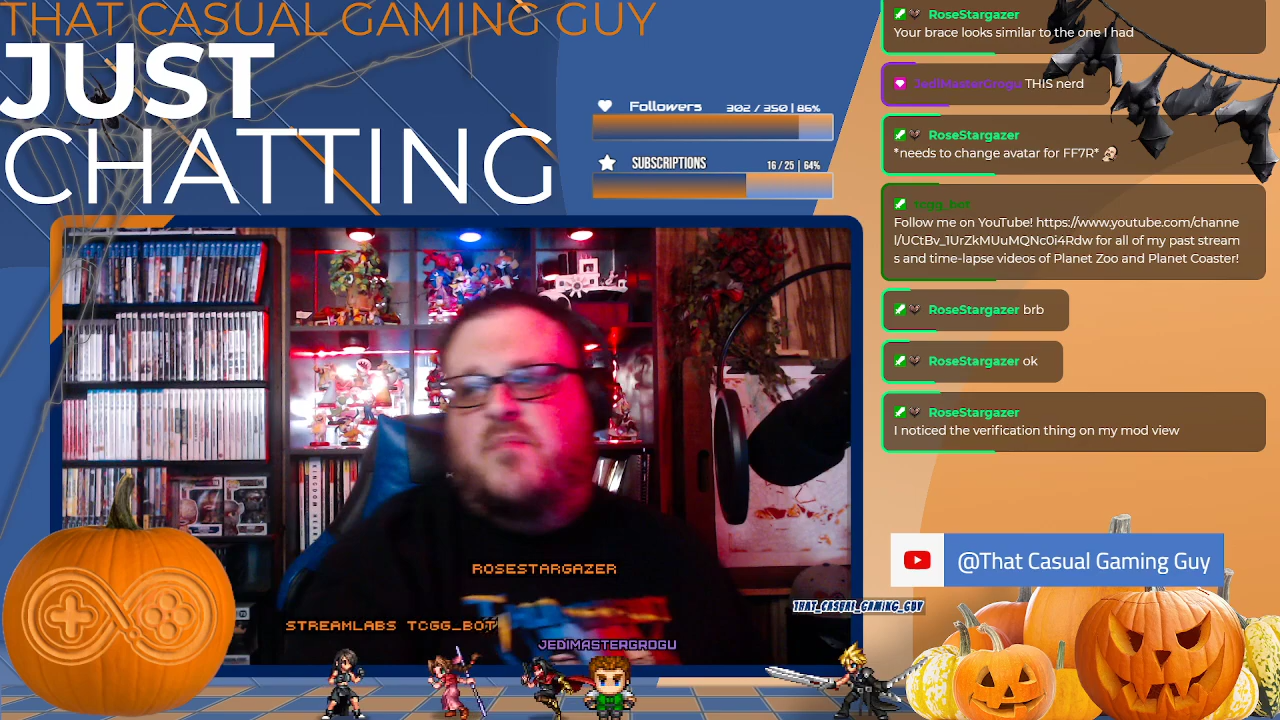 THAT CASUAL GAMING GUY
JUST
CHATTING
Followers 302 / 350 | 86%
SUBSCRIPTIONS 16 / 25 | 64%
RoseStargazer
Your brace looks similar to the one I had
JediMasterGrogu THIS nerd
RoseStargazer
*needs to change avatar for FF7R*
tcgg_bot
Follow me on YouTube! https://www.youtube.com/channe
l/UCtBv_1UrZkMUuMQNc0i4Rdw for all of my past stream
s and time-lapse videos of Planet Zoo and Planet Coaster!
RoseStargazer brb
RoseStargazer ok
RoseStargazer
I noticed the verification thing on my mod view
@That Casual Gaming Guy
KINGDOM HEARTS
ROSESTARGAZER
THAT_CASUAL_GAMING_GUY
STREAMLABS TCGG_BOT
JEDIMASTERGROGU